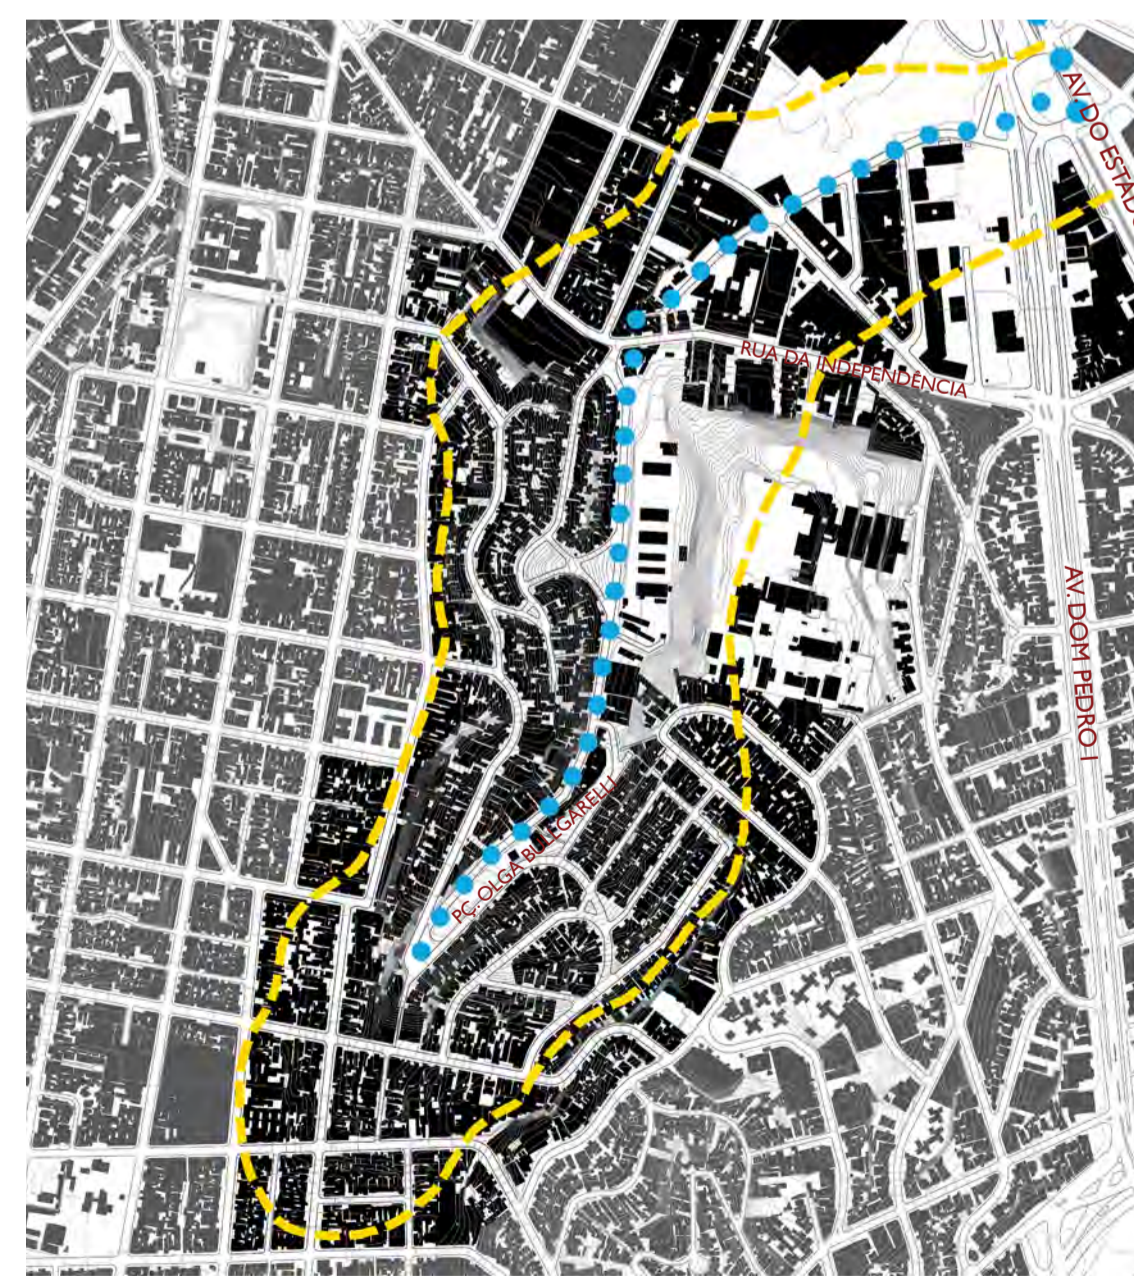 AV. DO ESTAD
RUA DA INDEPENDÊNCIA
AV. DOM PEDRO I
PÇ. OLGA BULEGARELLI